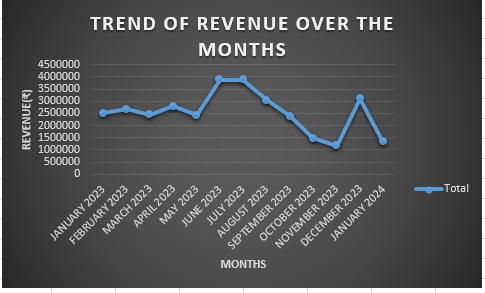 TREND OF REVENUE OVER THE
MONTHS
REVENUE(₹)
4500000
4000000
3500000
3000000
2500000
2000000
1500000
1000000
500000
0
JANUARY 2023
FEBRUARY 2023
MARCH 2023
APRIL 2023
MAY 2023
JUNE 2023
JULY 2023
AUGUST 2023
SEPTEMBER 2023
OCTOBER 2023
NOVEMBER 2023
DECEMBER 2023
JANUARY 2024
MONTHS
Total